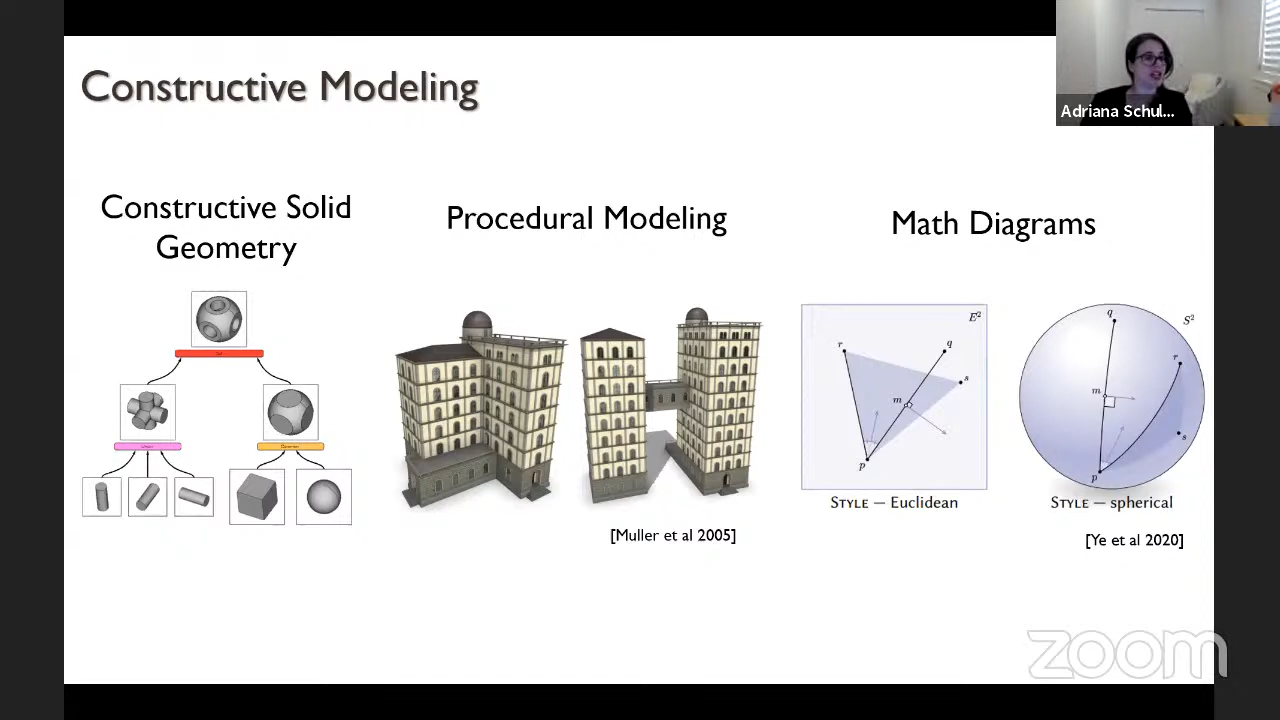 Constructive Modeling
Adriana Schul...
Constructive Solid
Geometry
Procedural Modeling
Math Diagrams
E²
r
q
s
m
p
STYLE — Euclidean
q
S²
r
m
s
p
STYLE — spherical
[Muller et al 2005]
[Ye et al 2020]
zoom